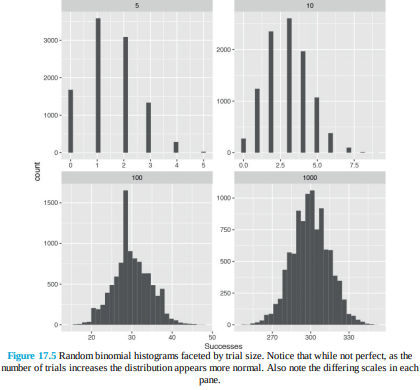 5
10
3000-
2000-
1000-
0-
0 1 2 3 4 5
2000-
1000-
0-
0.0 2.5 5.0 7.5
count
100
1000
1500-
1000-
500-
0-
20 30 40 50
1000-
750-
500-
250-
0-
270 300 330
Successes
Figure 17.5 Random binomial histograms faceted by trial size. Notice that while not perfect, as the
number of trials increases the distribution appears more normal. Also note the differing scales in each
pane.